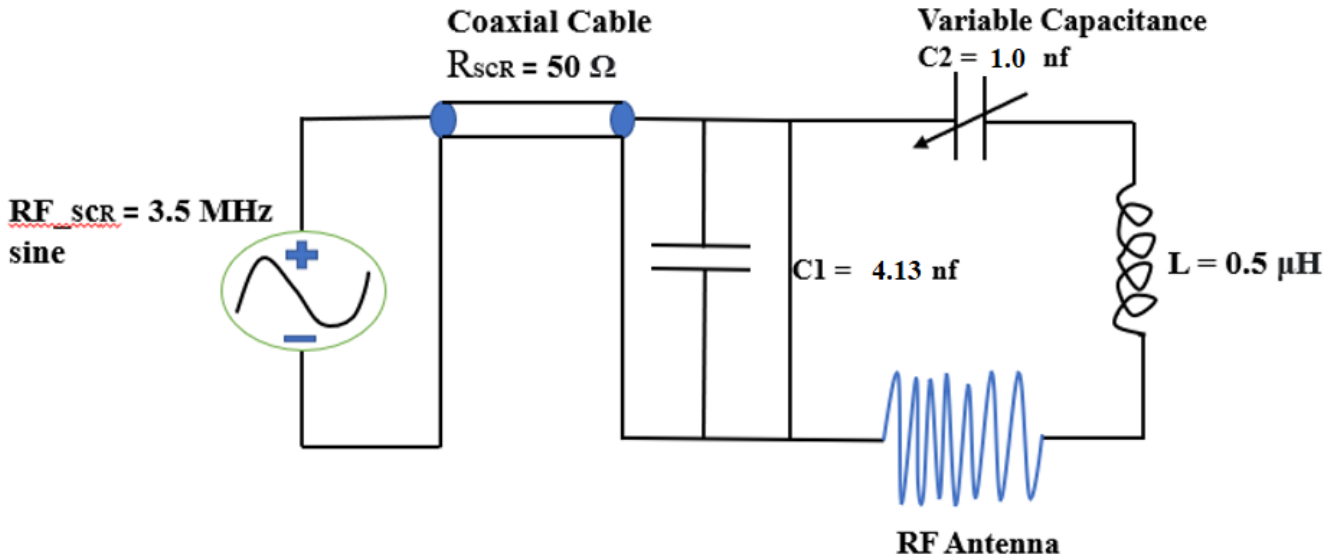 Coaxial Cable
RSCR = 50 Ω
Variable Capacitance
C2 = 1.0 nf
RF_SCR = 3.5 MHz
sine
C1 = 4.13 nf
L = 0.5 μH
RF Antenna